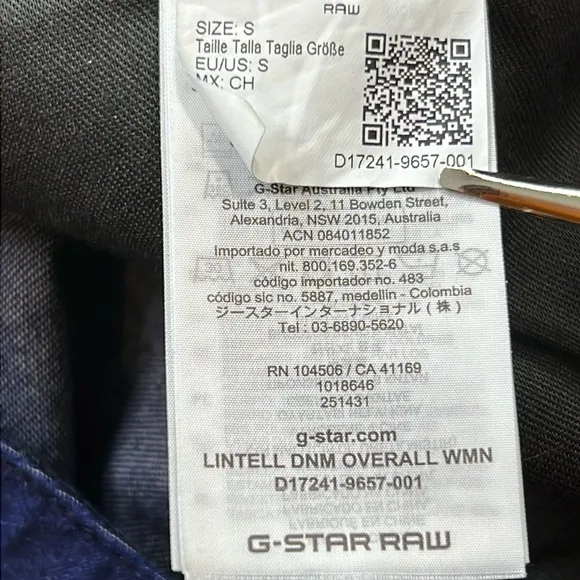 RAW
SIZE: S
Taille Talla Taglia Größe
EU/US: S
MX: CH
D17241-9657-001
G-Star Australia Pty Ltd
Suite 3, Level 2, 11 Bowden Street,
Alexandria, NSW 2015, Australia
ACN 084011852
Importado por mercadeo y moda s.a.s
nit. 800.169.352-6
código importador no. 483
código sic no. 5887, medellin - Colombia
ジースターインターナショナル(株)
Tel : 03-6890-5620
RN 104506 / CA 41169
1018646
251431
g-star.com
LINTELL DNM OVERALL WMN
D17241-9657-001
G-STAR RAW